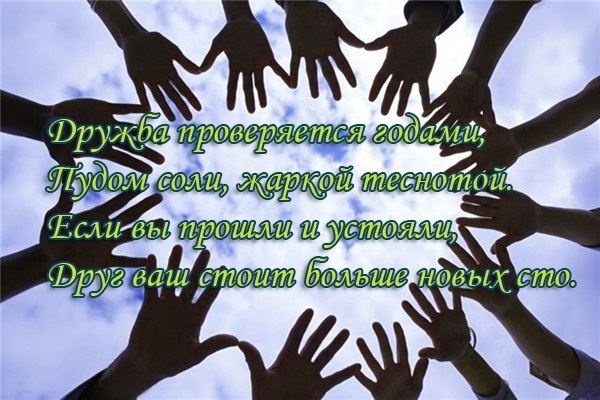 Дружба проверяется годами,
Пудом соли, жаркой теснотой.
Если вы прошли и устояли,
Друг ваш стоит больше новых сто.